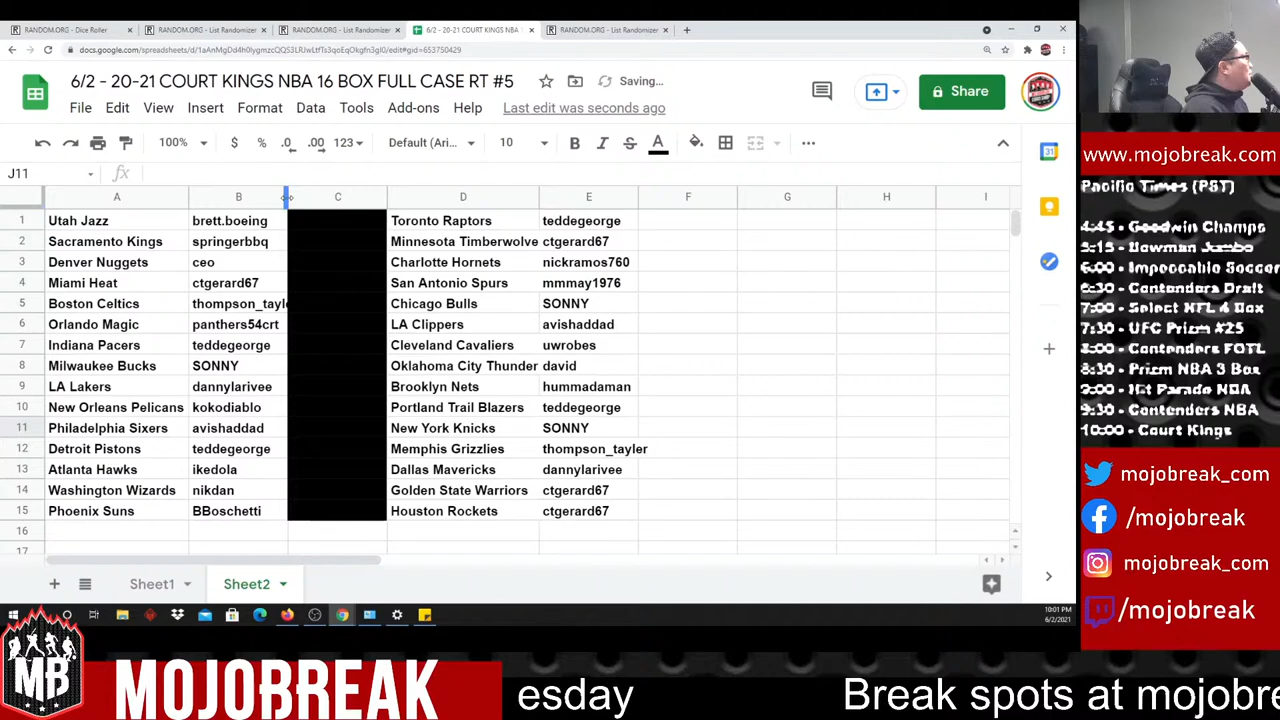 RANDOM.ORG - Dice Roller
RANDOM.ORG - List Randomizer
RANDOM.ORG - List Randomizer
6/2 - 20-21 COURT KINGS NBA 1
RANDOM.ORG - List Randomizer
6/2 - 20-21 COURT KINGS NBA 16 BOX FULL CASE RT #5
Saving...
File Edit View Insert Format Data Tools Add-ons Help Last edit was seconds ago
Share
100% $ % .0 .00 123 Default (Ari... 10 B I S A
J11 fx
A B C D E F G H I
1 Utah Jazz brett.boeing Toronto Raptors teddegeorge
2 Sacramento Kings springerbbq Minnesota Timberwolve ctgerard67
3 Denver Nuggets ceo Charlotte Hornets nickramos760
4 Miami Heat ctgerard67 San Antonio Spurs mmmay1976
5 Boston Celtics thompson_tayle Chicago Bulls SONNY
6 Orlando Magic panthers54crt LA Clippers avishaddad
7 Indiana Pacers teddegeorge Cleveland Cavaliers uwrobes
8 Milwaukee Bucks SONNY Oklahoma City Thunder david
9 LA Lakers dannylarivee Brooklyn Nets hummadaman
10 New Orleans Pelicans kokodiablo Portland Trail Blazers teddegeorge
11 Philadelphia Sixers avishaddad New York Knicks SONNY
12 Detroit Pistons teddegeorge Memphis Grizzlies thompson_tayler
13 Atlanta Hawks ikedola Dallas Mavericks dannylarivee
14 Washington Wizards nikdan Golden State Warriors ctgerard67
15 Phoenix Suns BBoschetti Houston Rockets ctgerard67
16
17
Sheet1 Sheet2
10:01 PM
6/2/2021
www.mojobreak.com
Pacific Times (PST)
4:45 - Goodwin Champs
5:15 - Bowman Jumbo
6:00 - Impeccable Soccer
6:30 - Contenders Draft
7:00 - Select NFL 4 Box
7:30 - UFC Prizm #25
8:00 - Contenders FOTL
8:30 - Prizm NBA 3 Box
9:00 - Hit Parade NBA
9:30 - Contenders NBA
10:00 - Court Kings
mojobreak_com
/mojobreak
mojobreak_com
/mojobreak
MB
MOJOBREAK
esday
Break spots at mojobre